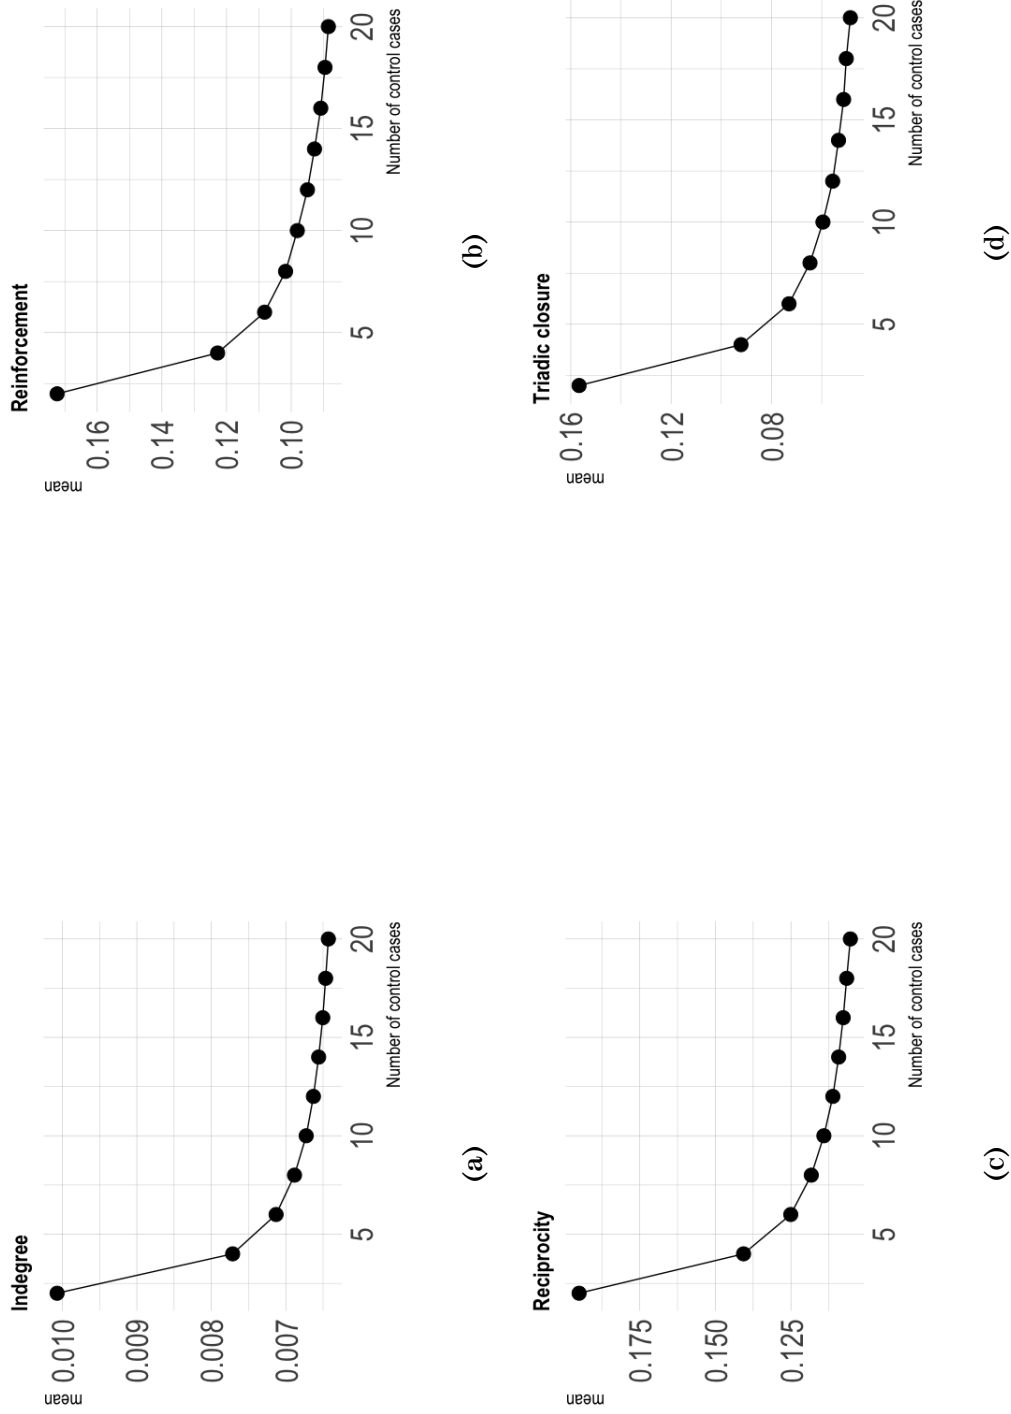 Indegree
mean
0.010
0.009
0.008
0.007
5
10
15
20
Number of control cases
(a)
Reinforcement
mean
0.16
0.14
0.12
0.10
5
10
15
20
Number of control cases
(b)
Reciprocity
mean
0.175
0.150
0.125
5
10
15
20
Number of control cases
(c)
Triadic closure
mean
0.16
0.12
0.08
5
10
15
20
Number of control cases
(d)